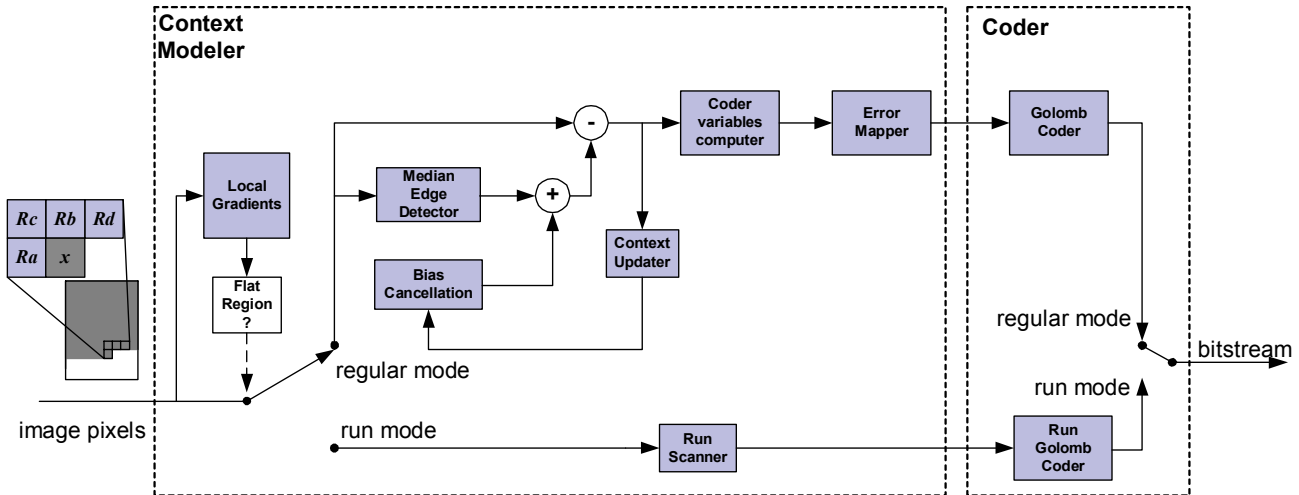 Context
Modeler
Coder
Coder
variables
computer
Error
Mapper
Golomb
Coder
-
Local
Gradients
Median
Edge
Detector
+
Rc Rb Rd
Ra x
Context
Updater
Bias
Cancellation
Flat
Region
?
regular mode
regular mode
bitstream
run mode
image pixels
run mode
Run
Scanner
Run
Golomb
Coder